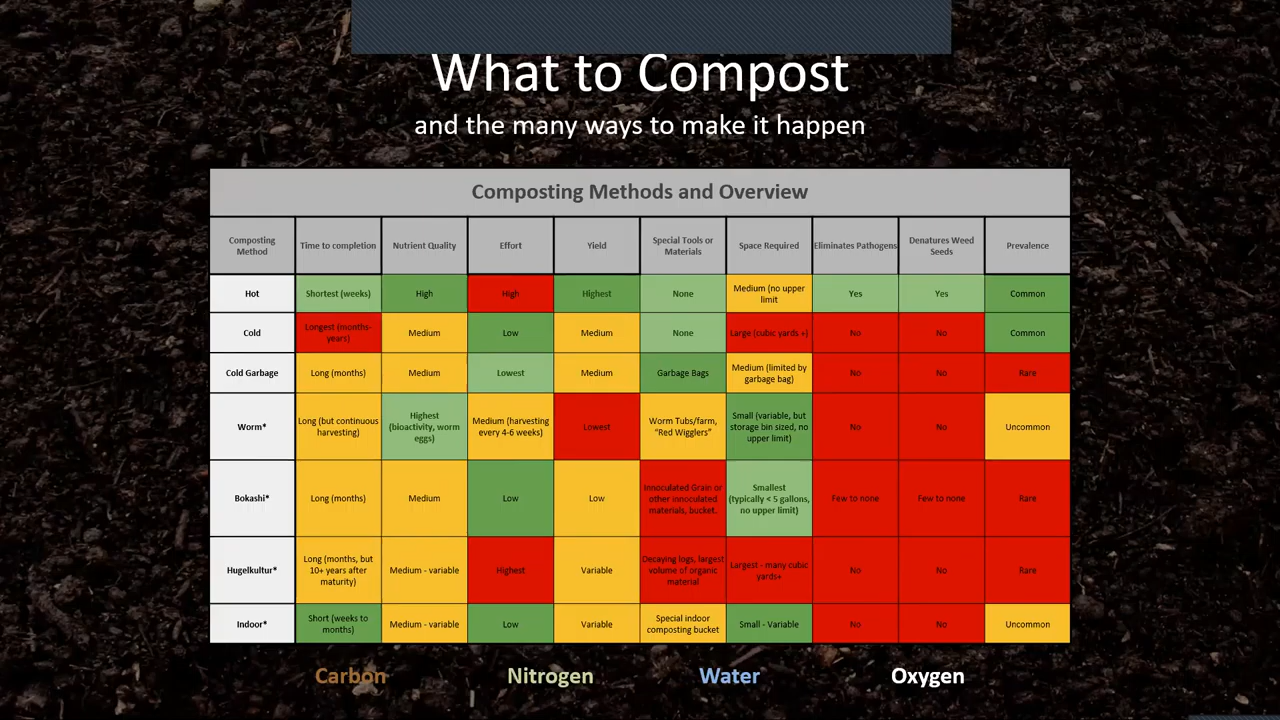 What to Compost
and the many ways to make it happen
Composting Methods and Overview
Composting
Method
Time to completion
Nutrient Quality
Effort
Yield
Special Tools or
Materials
Space Required
Eliminates Pathogens
Denatures Weed
Seeds
Prevalence
Hot
Shortest (weeks)
High
High
Highest
None
Medium (no upper
limit
Yes
Yes
Common
Cold
Longest (months-
years)
Medium
Low
Medium
None
Large (cubic yards +)
No
No
Common
Cold Garbage
Long (months)
Medium
Lowest
Medium
Garbage Bags
Medium (limited by
garbage bag)
No
No
Rare
Worm*
Long (but continuous
harvesting)
Highest
(bioactivity, worm
eggs)
Medium (harvesting
every 4-6 weeks)
Lowest
Worm Tubs/farm,
"Red Wigglers"
Small (variable, but
storage bin sized, no
upper limit)
No
No
Uncommon
Bokashi*
Long (months)
Medium
Low
Low
Innoculated Grain or
other innoculated
materials, bucket.
Smallest
(typically < 5 gallons,
no upper limit)
Few to none
Few to none
Rare
Hugelkultur*
Long (months, but
10+ years after
maturity)
Medium - variable
Highest
Variable
Decaying logs, largest
volume of organic
material
Largest - many cubic
yards+
No
No
Rare
Indoor*
Short (weeks to
months)
Medium - variable
Low
Variable
Special indoor
composting bucket
Small - Variable
No
No
Uncommon
Carbon
Nitrogen
Water
Oxygen